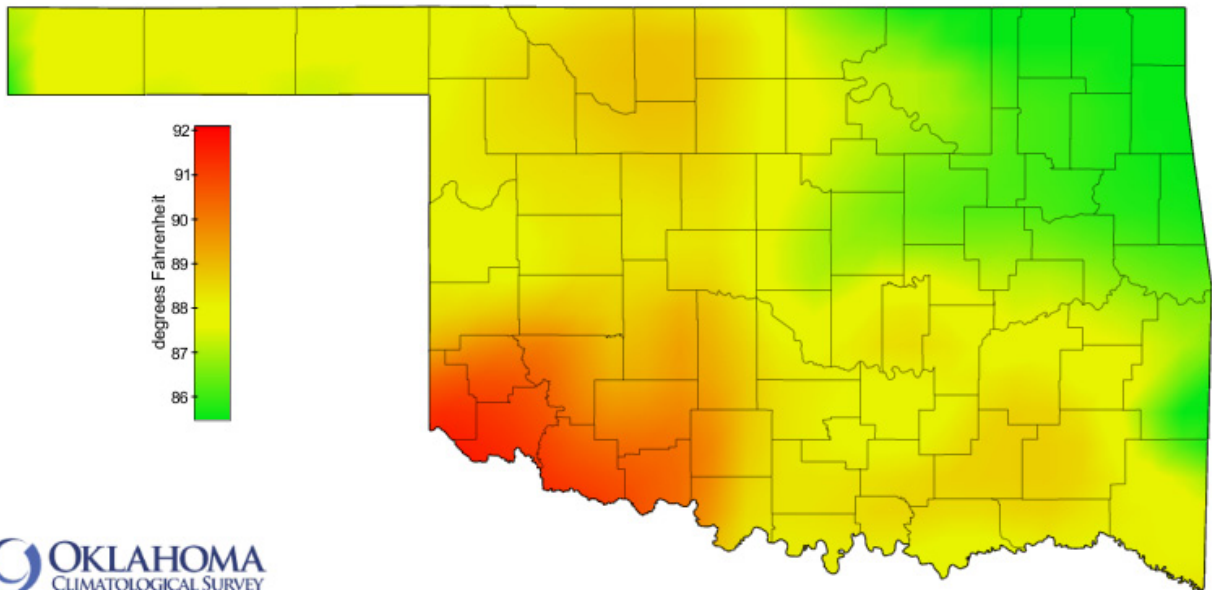 92
91
90
89
88
87
86
degrees Fahrenheit
OKLAHOMA
CLIMATOLOGICAL SURVEY